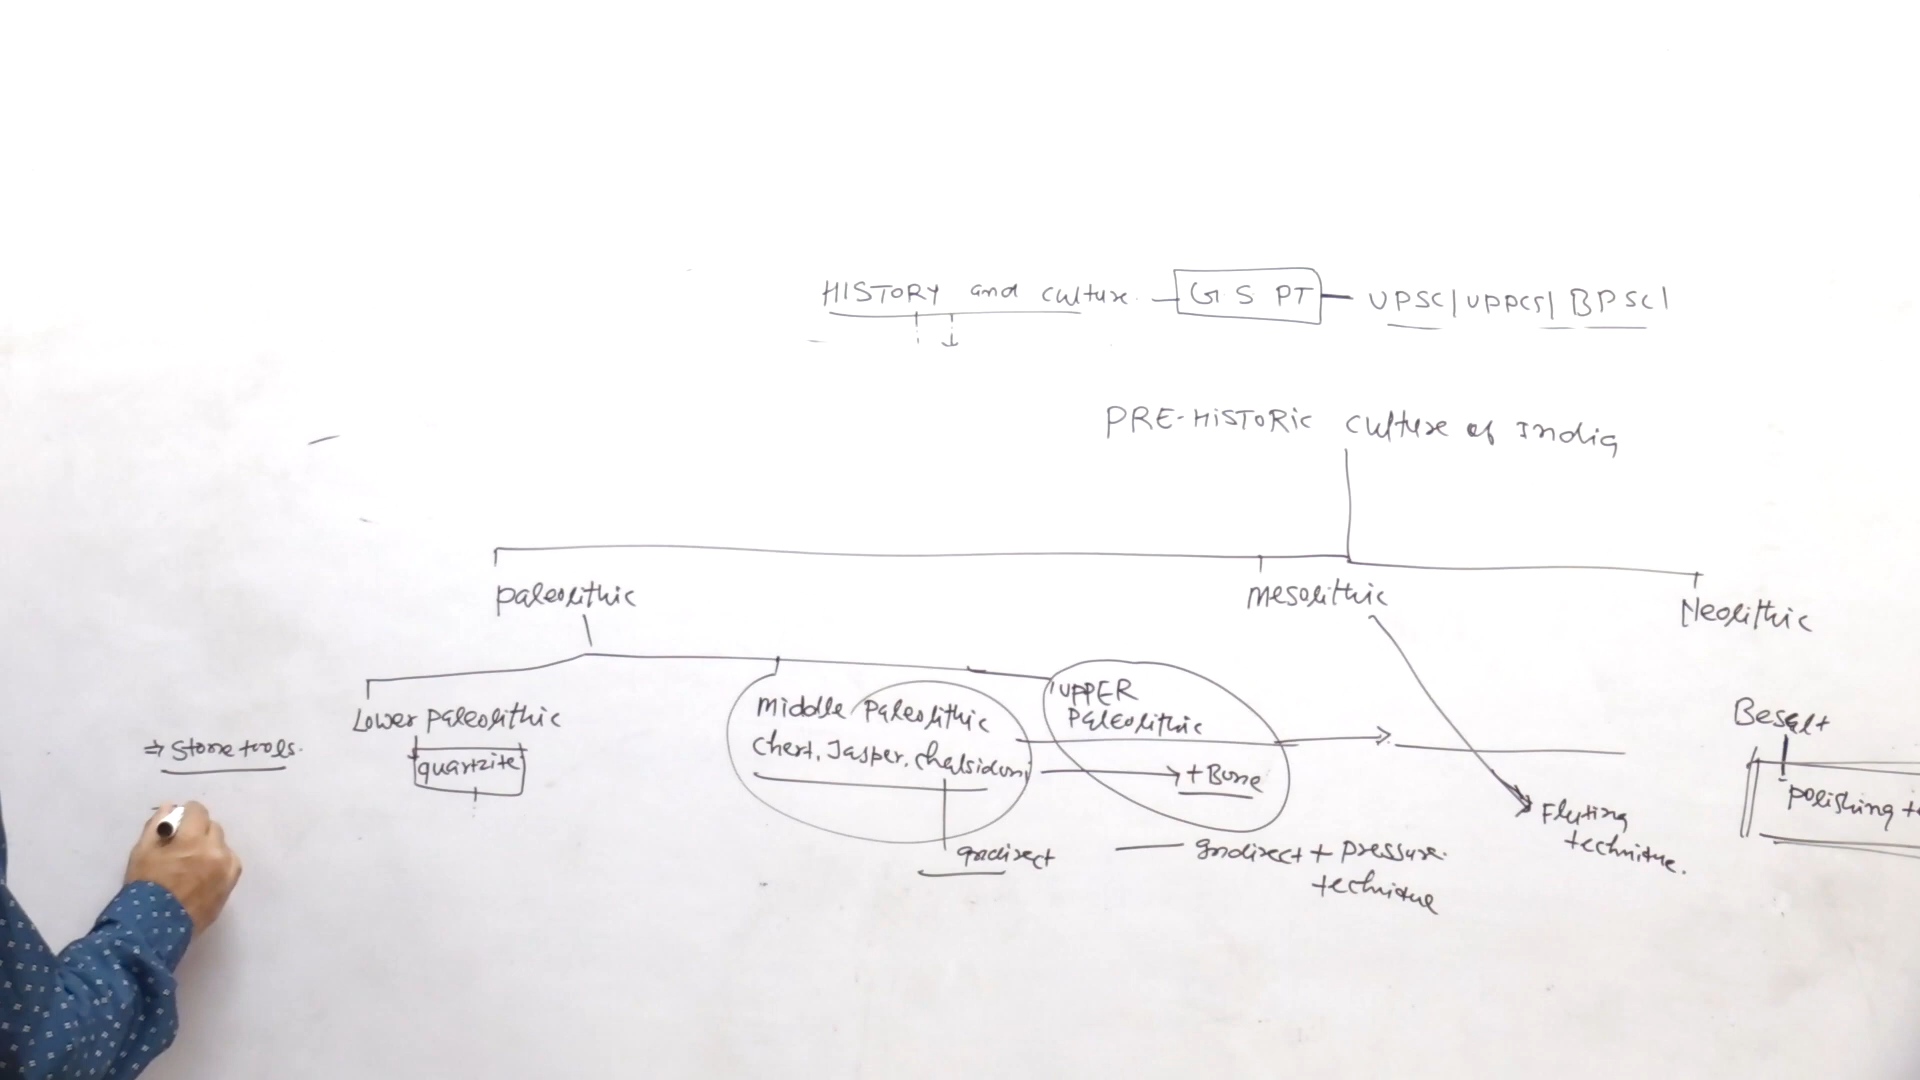 HISTORY and culture - G S PT - UPSC/UPPCS/BPSC/
PRE-HISTORIC culture of India
paleolithic
mesolithic
Neolithic
Lower paleolithic
quartzite
middle paleolithic
chert, Jasper, chalsidoni
UPPER
paleolithic
+ Bone
⇒ Stone tools.
Besalt
polishing te
Fluting
technique.
Indirect
Indirect + pressure.
technique